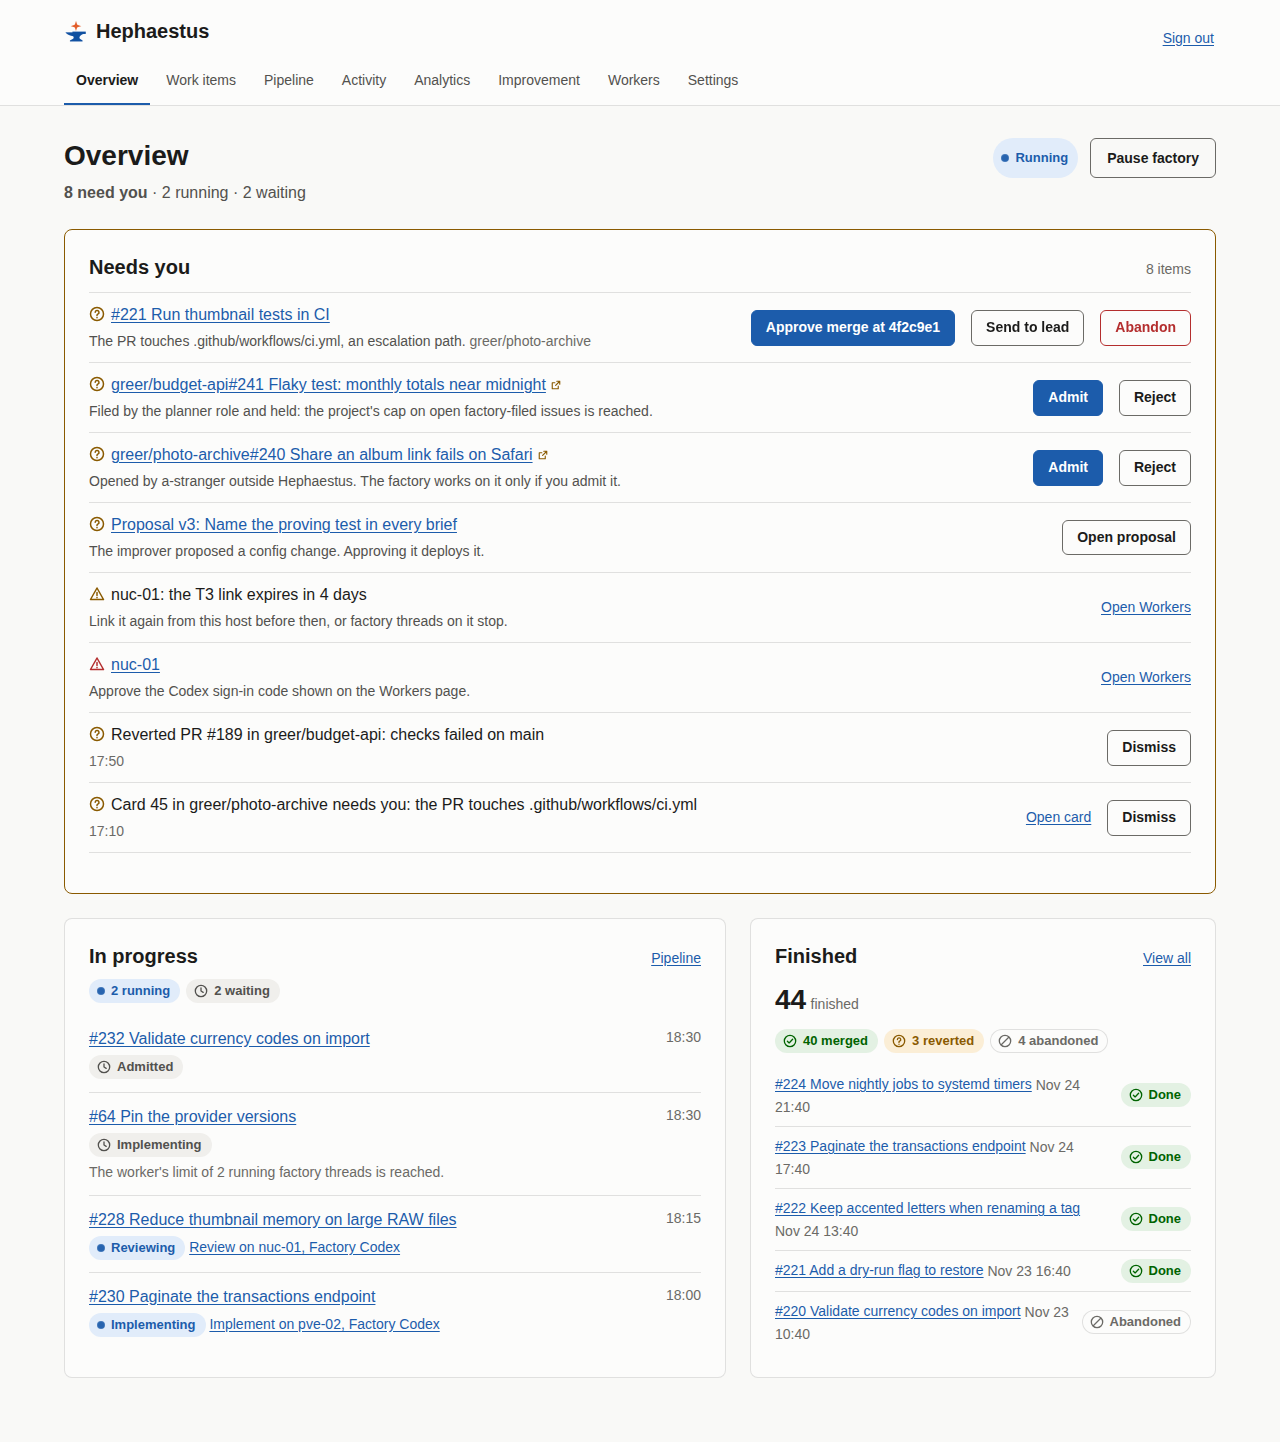 Hephaestus
Sign out
Overview
Work items
Pipeline
Activity
Analytics
Improvement
Workers
Settings
Overview
Running
Pause factory
8 need you · 2 running · 2 waiting
Needs you
8 items
#221 Run thumbnail tests in CI
The PR touches .github/workflows/ci.yml, an escalation path. greer/photo-archive
Approve merge at 4f2c9e1
Send to lead
Abandon
greer/budget-api#241 Flaky test: monthly totals near midnight
Filed by the planner role and held: the project's cap on open factory-filed issues is reached.
Admit
Reject
greer/photo-archive#240 Share an album link fails on Safari
Opened by a-stranger outside Hephaestus. The factory works on it only if you admit it.
Admit
Reject
Proposal v3: Name the proving test in every brief
The improver proposed a config change. Approving it deploys it.
Open proposal
nuc-01: the T3 link expires in 4 days
Link it again from this host before then, or factory threads on it stop.
Open Workers
nuc-01
Approve the Codex sign-in code shown on the Workers page.
Open Workers
Reverted PR #189 in greer/budget-api: checks failed on main
17:50
Dismiss
Card 45 in greer/photo-archive needs you: the PR touches .github/workflows/ci.yml
17:10
Open card
Dismiss
In progress
Pipeline
2 running
2 waiting
#232 Validate currency codes on import
18:30
Admitted
#64 Pin the provider versions
18:30
Implementing
The worker's limit of 2 running factory threads is reached.
#228 Reduce thumbnail memory on large RAW files
18:15
Reviewing
Review on nuc-01, Factory Codex
#230 Paginate the transactions endpoint
18:00
Implementing
Implement on pve-02, Factory Codex
Finished
View all
44 finished
40 merged
3 reverted
4 abandoned
#224 Move nightly jobs to systemd timers Nov 24
21:40
Done
#223 Paginate the transactions endpoint Nov 24
17:40
Done
#222 Keep accented letters when renaming a tag
Nov 24 13:40
Done
#221 Add a dry-run flag to restore Nov 23 16:40
Done
#220 Validate currency codes on import Nov 23
10:40
Abandoned